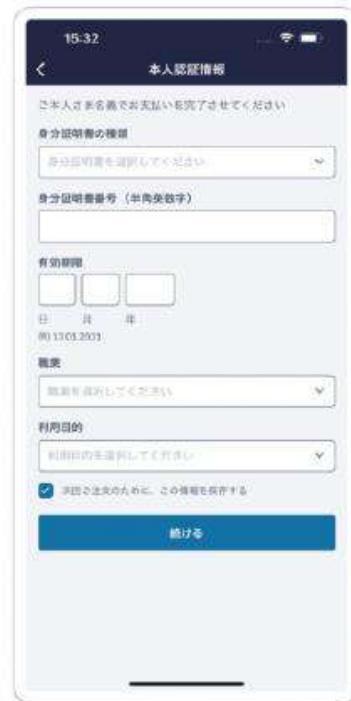 15:32
本人認証情報
ご本人さま名義でお支払いを完了させてください
身分証明書の種類
身分証明書を選択してください
身分証明書番号（半角英数字）
有効期限
日 月 年
例) 13.03.2023
職業
職業を選択してください
利用目的
利用目的を選択してください
次回ご注文のために、この情報を保存する
続ける